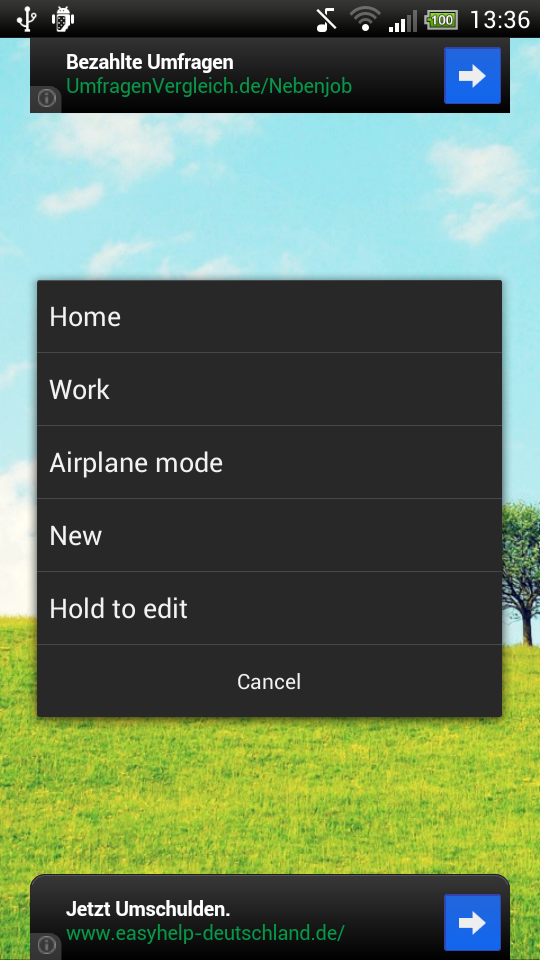 100 13:36
Bezahlte Umfragen
UmfragenVergleich.de/Nebenjob
Home
Work
Airplane mode
New
Hold to edit
Cancel
Jetzt Umschulden.
www.easyhelp-deutschland.de/